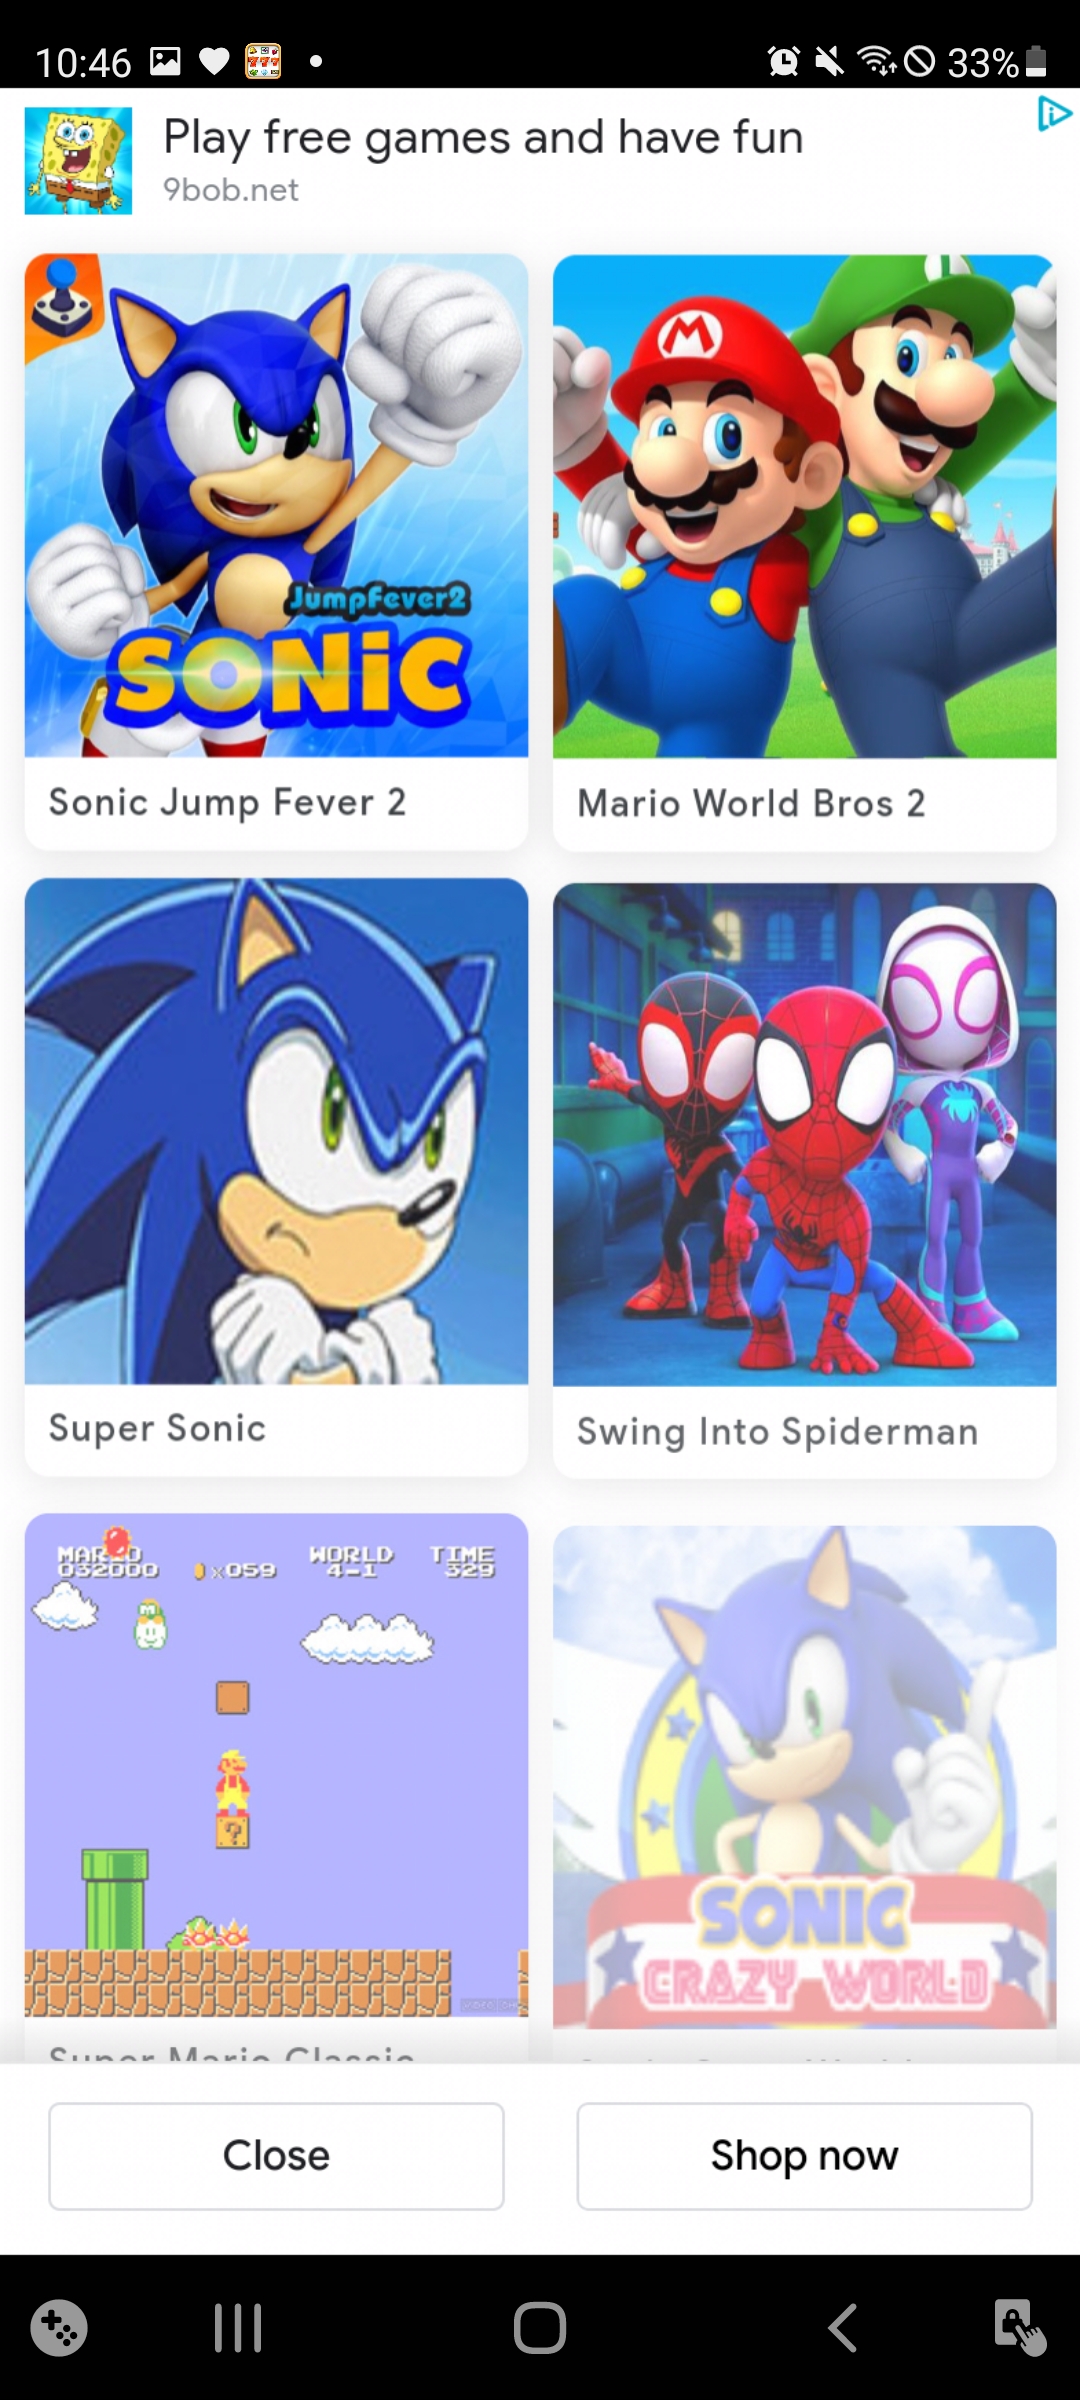 10:46
33%
Play free games and have fun
9bob.net
JumpFever2
SONIC
Sonic Jump Fever 2
M
Mario World Bros 2
Super Sonic
Swing Into Spiderman
MARIO WORLD TIME
032000 x059 4-1 329
?
SONIC
CRAZY WORLD
Super Mario Classic
Close
Shop now